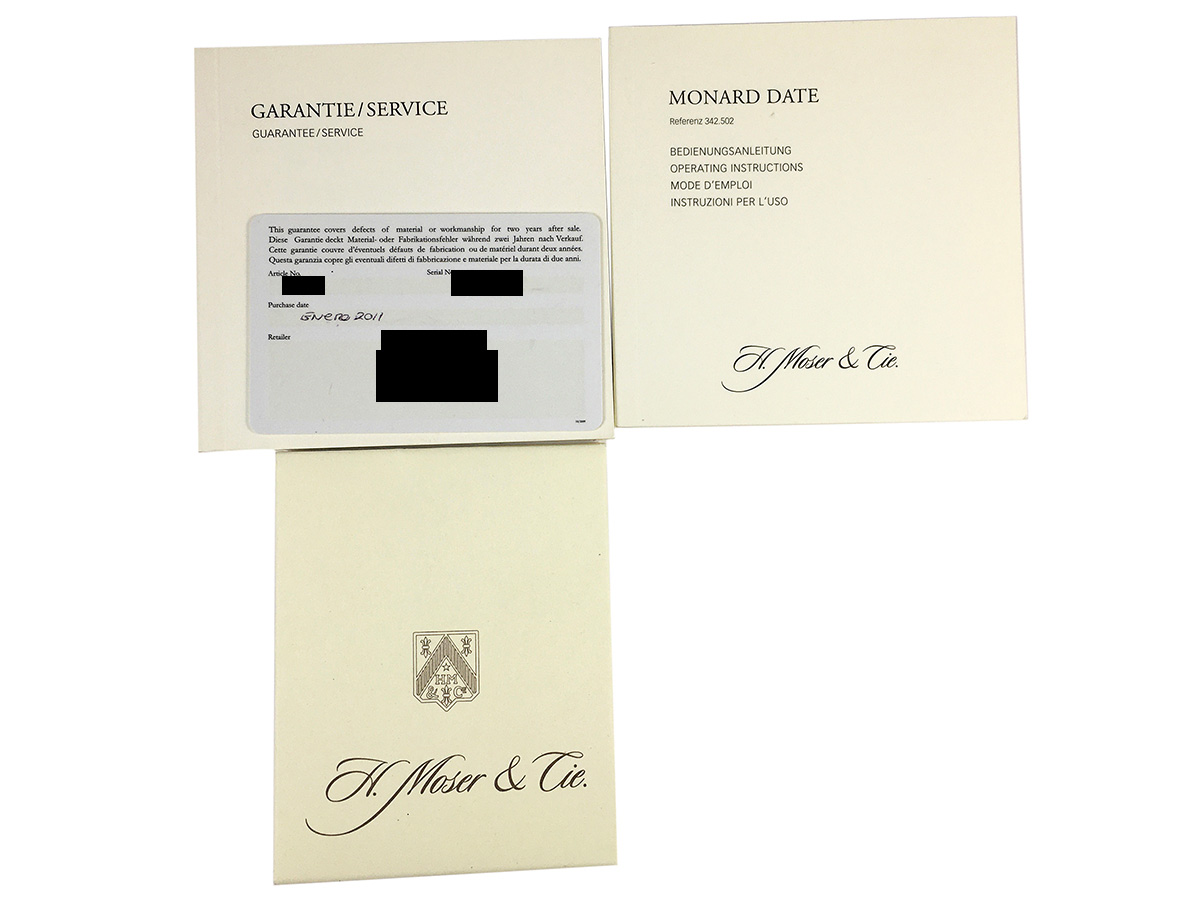 GARANTIE/SERVICE
GUARANTEE/SERVICE
This guarantee covers defects of material or workmanship for two years after sale.
Diese Garantie deckt Material- oder Fabrikationsfehler während zwei Jahren nach Verkauf.
Cette garantie couvre d'éventuels défauts de fabrication ou de matériel durant deux années.
Questa garanzia copre gli eventuali difetti di fabbricazione e materiale per la durata di due anni.
Article No.
Serial N
Purchase date
Enero 2011
Retailer
MONARD DATE
Referenz 342.502
BEDIENUNGSANLEITUNG
OPERATING INSTRUCTIONS
MODE D'EMPLOI
INSTRUZIONI PER L'USO
H. Moser & Cie.
HM
& Cie
H. Moser & Cie.